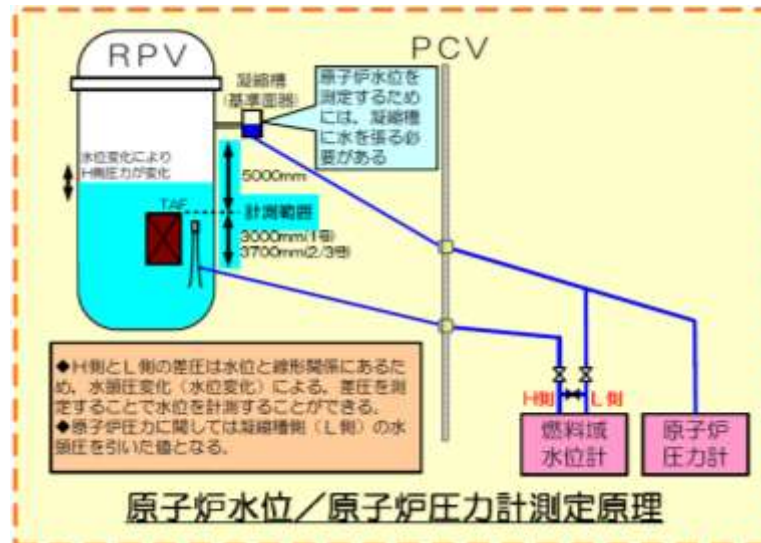 RPV
PCV
凝縮槽
(基準面器)
原子炉水位を
測定するため
には、凝縮槽
に水を張る必
要がある
水位変化により
H側圧力が変化
5000mm
TAF
計測範囲
3000mm(1号)
3700mm(2/3号)
◆H側とL側の差圧は水位と線形関係にあるた
め、水頭圧変化(水位変化)による、差圧を測
定することで水位を計測することができる。
◆原子炉圧力に関しては凝縮槽側(L側)の水
頭圧を引いた値となる。
H側 L側
燃料域
水位計
原子炉
圧力計
原子炉水位/原子炉圧力計測定原理